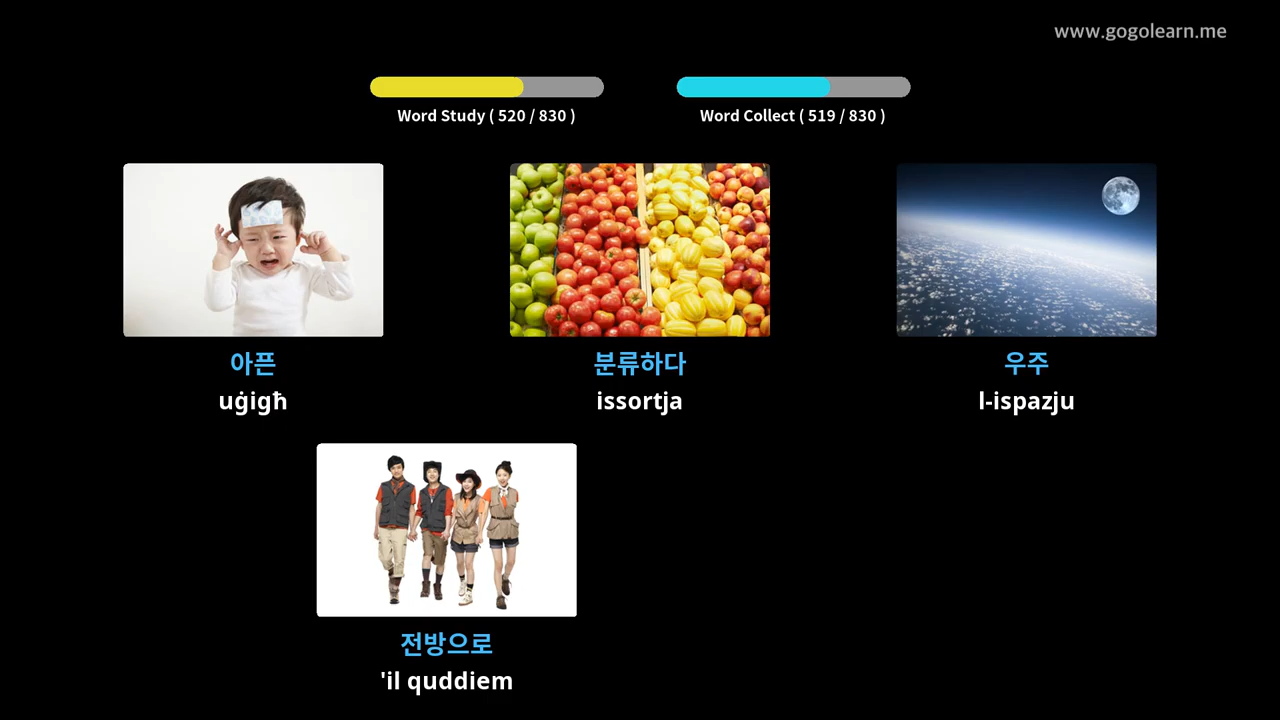 www.gogolearn.me
Word Study ( 520 / 830 )
Word Collect ( 519 / 830 )
아픈
uġigħ
분류하다
issortja
우주
l-ispazju
전방으로
'il quddiem